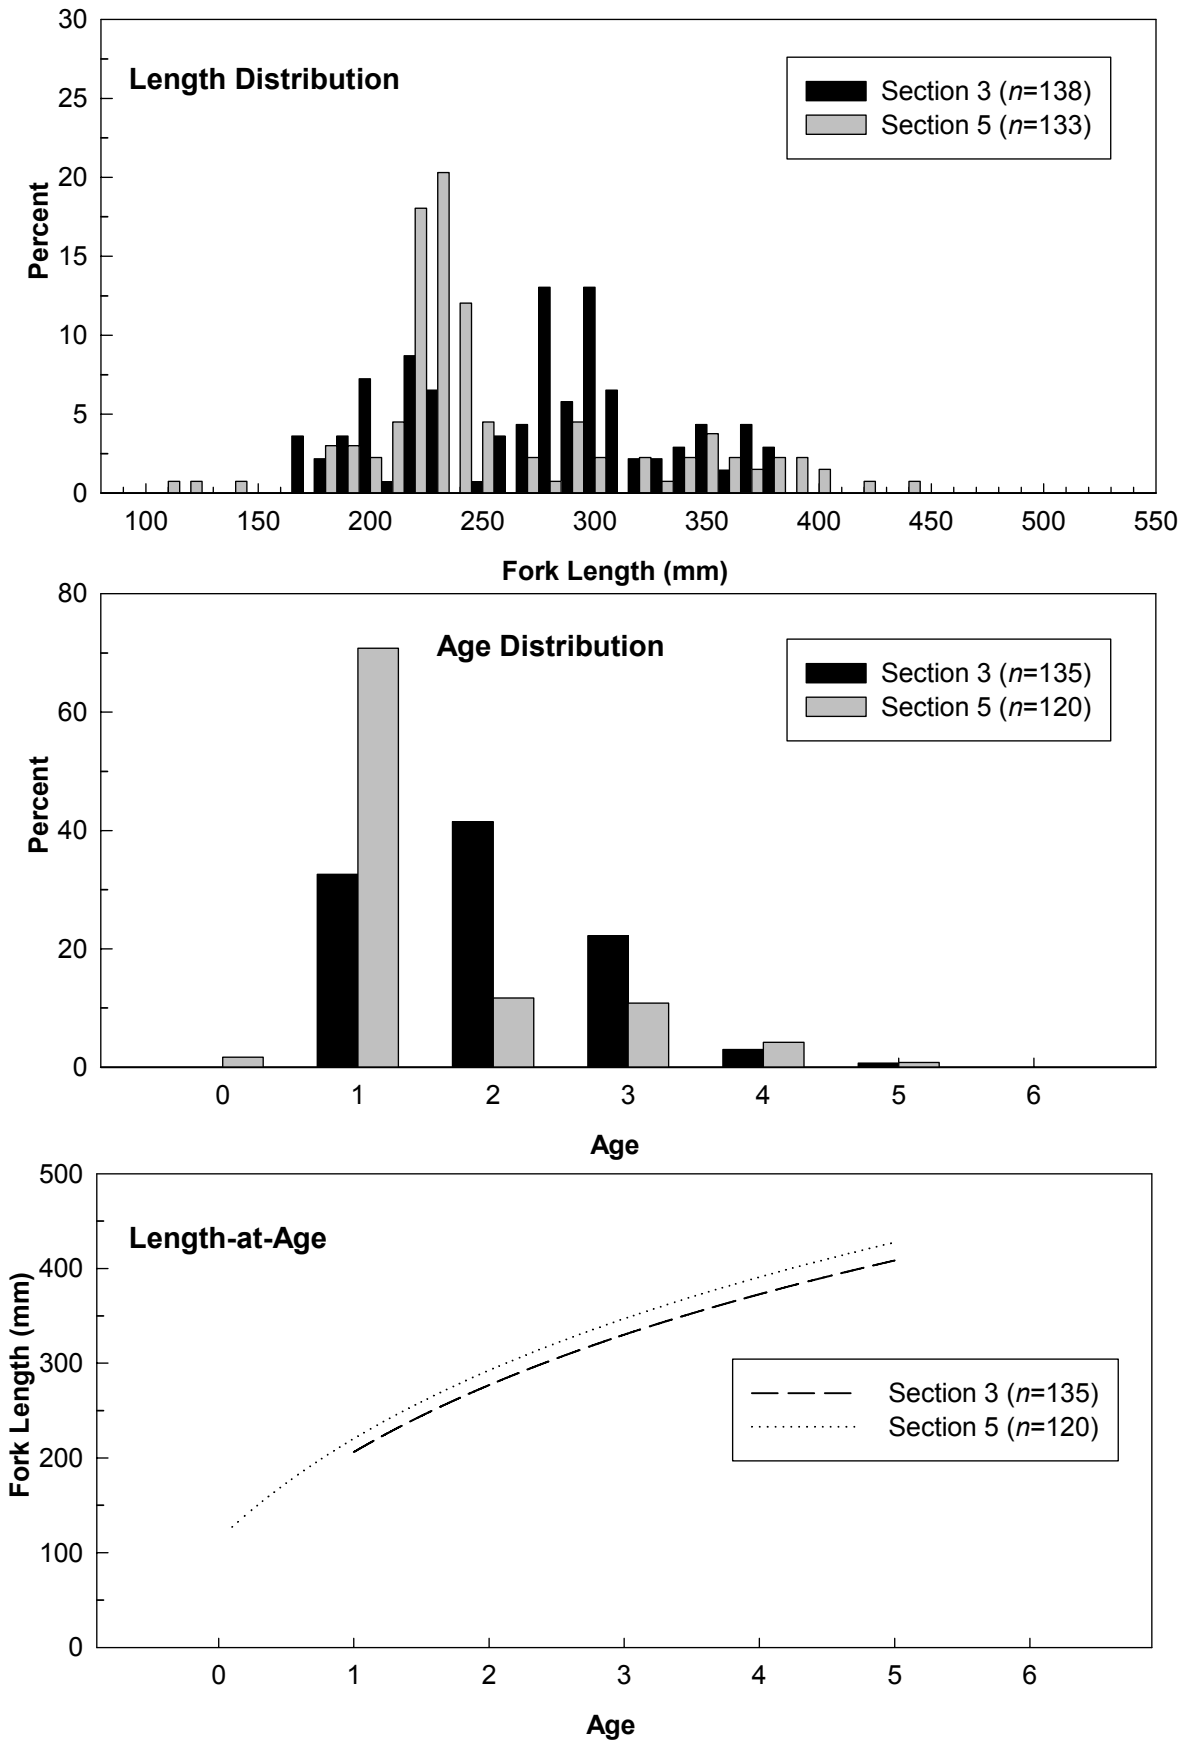 30
25
20
15
10
5
0
Percent
Length Distribution
Section 3 (n=138)
Section 5 (n=133)
100 150 200 250 300 350 400 450 500 550
Fork Length (mm)
80
60
40
20
0
Percent
Age Distribution
Section 3 (n=135)
Section 5 (n=120)
0 1 2 3 4 5 6
Age
500
400
300
200
100
0
Fork Length (mm)
Length-at-Age
Section 3 (n=135)
Section 5 (n=120)
0 1 2 3 4 5 6
Age